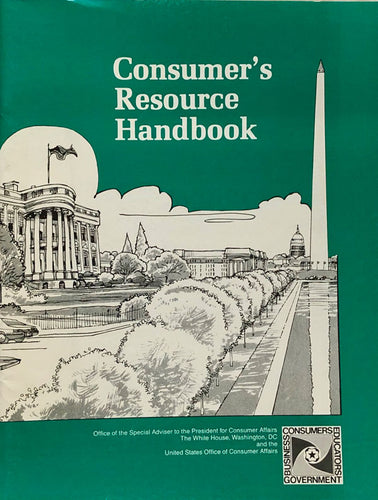 Consumer's
Resource
Handbook
Office of the Special Adviser to the President for Consumer Affairs
The White House, Washington, DC
and the
United States Office of Consumer Affairs
CONSUMERS
EDUCATORS
GOVERNMENT
BUSINESS